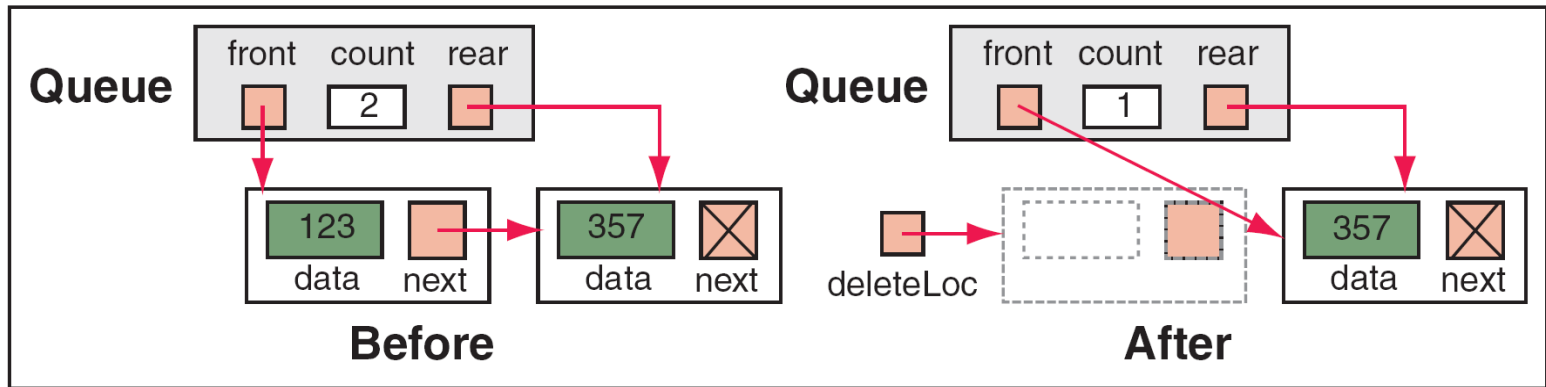 front count rear
Queue
2
123
data next
357
data next
Before
front count rear
Queue
1
deleteLoc
357
data next
After